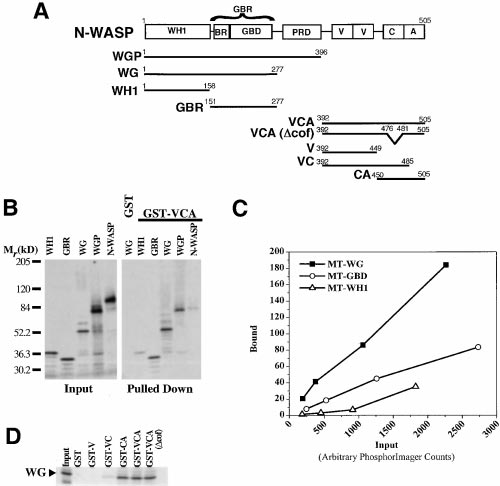 A
GBR
N-WASP
1
WH1
BR
GBD
PRD
V
V
C
A
505
WGP
1
396
WG
1
277
WH1
1
158
GBR
151
277
VCA
392
505
VCA (Δcof)
392
476
481
505
V
392
449
VC
392
485
CA
450
505
B
GST
GST-VCA
Mr(kD)
WH1
GBR
WG
WGP
N-WASP
WG
WH1
GBR
WG
WGP
N-WASP
205
120
84
52.2
36.3
30.2
Input
Pulled Down
C
200
180
160
140
120
100
80
60
40
20
0
Bound
MT-WG
MT-GBD
MT-WH1
0
500
1000
1500
2000
2500
3000
Input
(Arbitrary PhosphorImager Counts)
D
Input
GST
GST-V
GST-VC
GST-CA
GST-VCA
GST-VCA
(Δcof)
WG